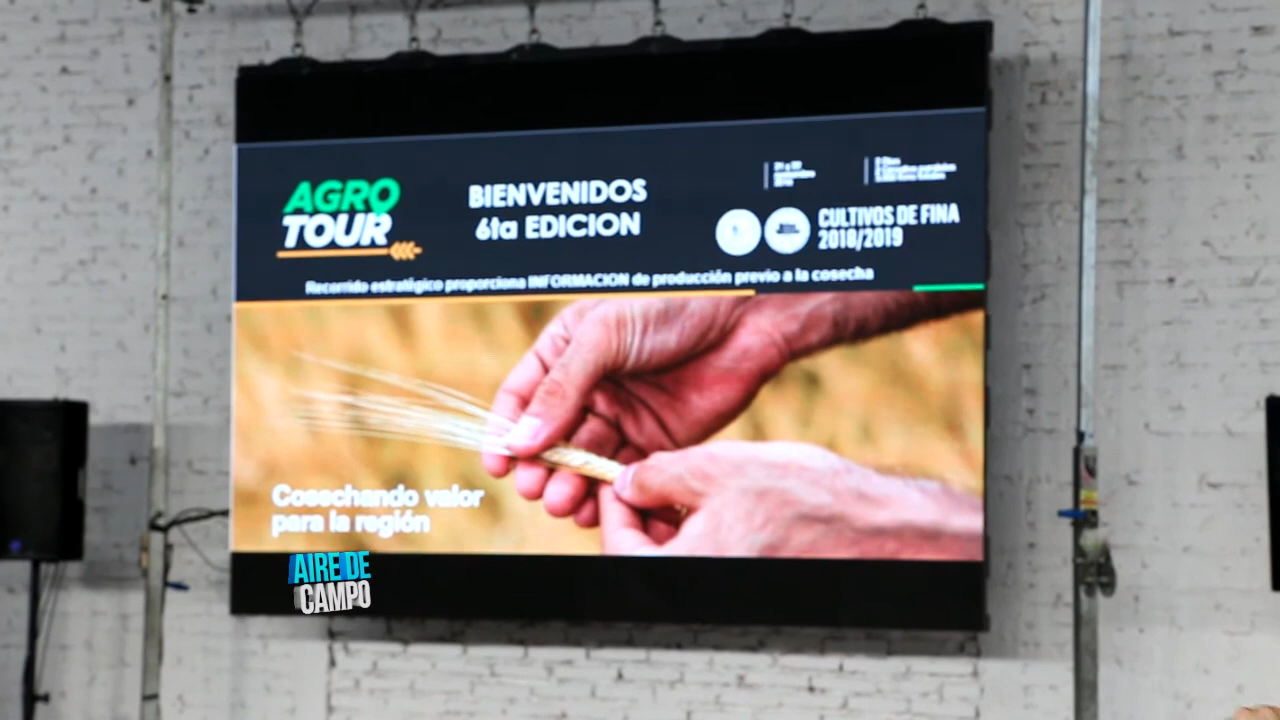 AGRO
TOUR
BIENVENIDOS
6ta EDICION
CULTIVOS DE FINA
2018/2019
Recorrido estratégico proporciona INFORMACION de producción previo a la cosecha
Cosechando valor
para la región
AIRE DE
CAMPO